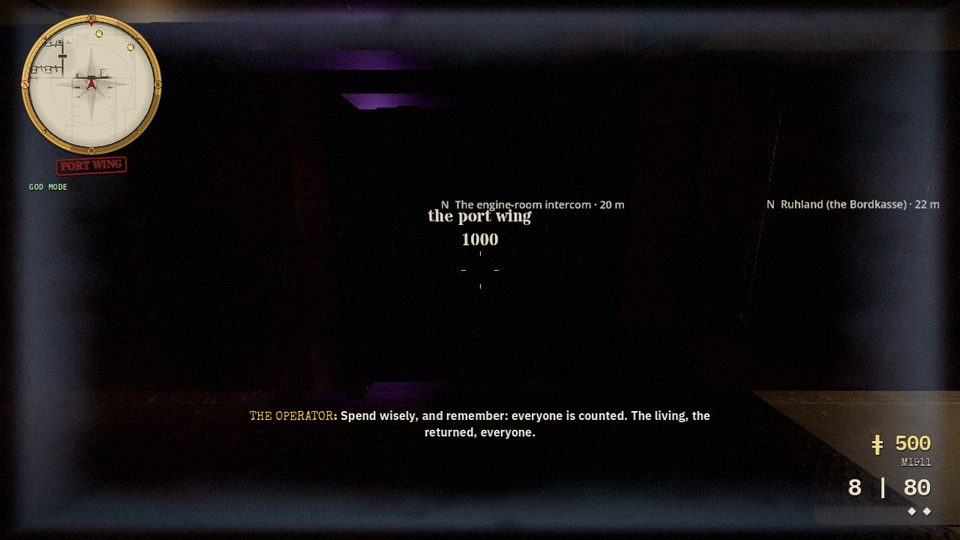 PORT WING
GOD MODE
N The engine-room intercom · 20 m
N Ruhland (the Bordkasse) · 22 m
the port wing
1000
THE OPERATOR: Spend wisely, and remember: everyone is counted. The living, the
returned, everyone.
500
M1911
8 | 80